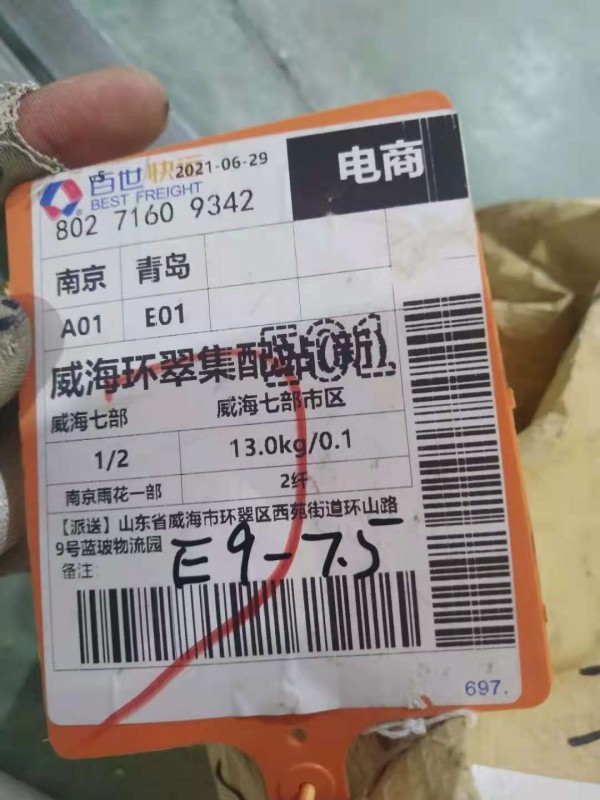 百世快运 2021-06-29
BEST FREIGHT
电商
802 7160 9342
南京 青岛
A01 E01
威海环翠集配站(新)
威海七部 威海七部市区
1/2 13.0kg/0.1
南京雨花一部 2纤
【派送】山东省威海市环翠区西苑街道环山路
9号蓝玻物流园
备注:
E9-7.5
697.